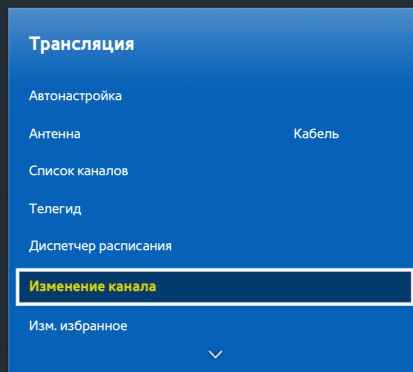 Трансляция
Автонастройка
Антенна Кабель
Список каналов
Телегид
Диспетчер расписания
Изменение канала
Изм. избранное